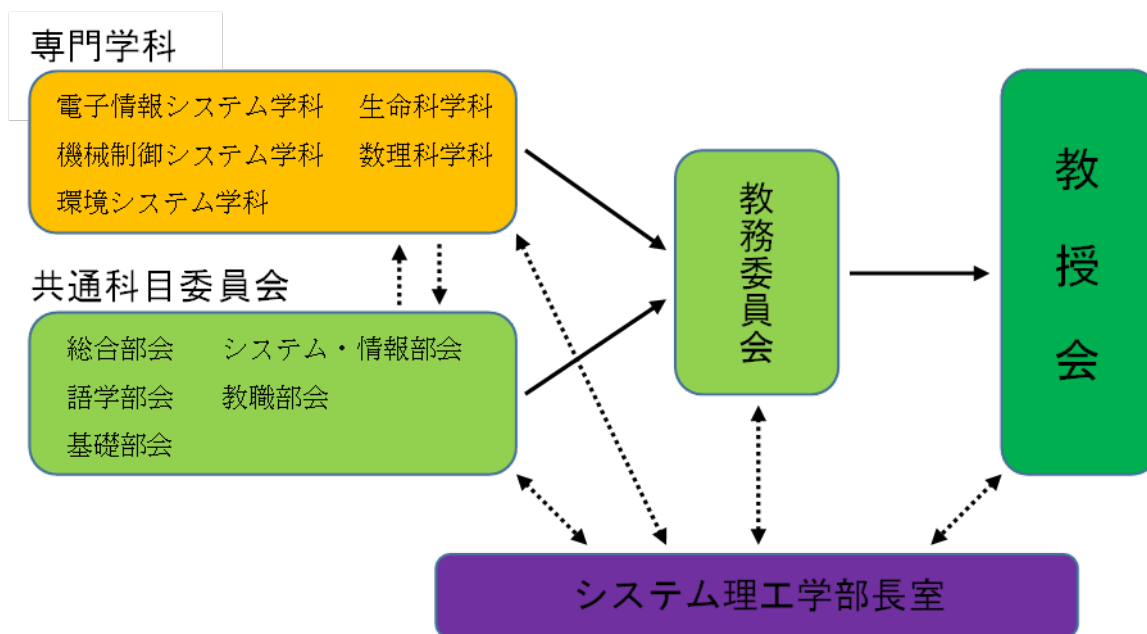 専門学科
電子情報システム学科 生命科学科
機械制御システム学科 数理科学科
環境システム学科
共通科目委員会
総合部会 システム・情報部会
語学部会 教職部会
基礎部会
教務委員会
教授会
システム理工学部長室